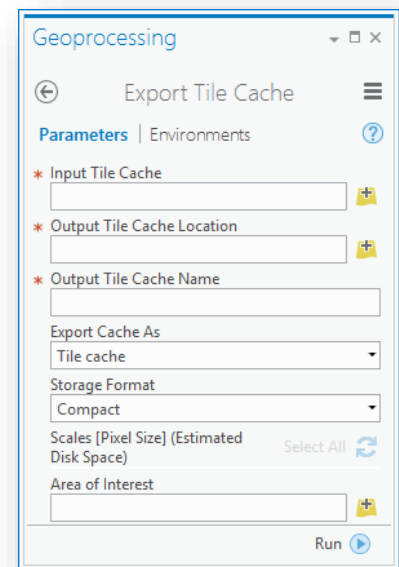 Geoprocessing
Export Tile Cache
Parameters | Environments
* Input Tile Cache
* Output Tile Cache Location
* Output Tile Cache Name
Export Cache As
Tile cache
Storage Format
Compact
Scales [Pixel Size] (Estimated
Disk Space)
Select All
Area of Interest
Run